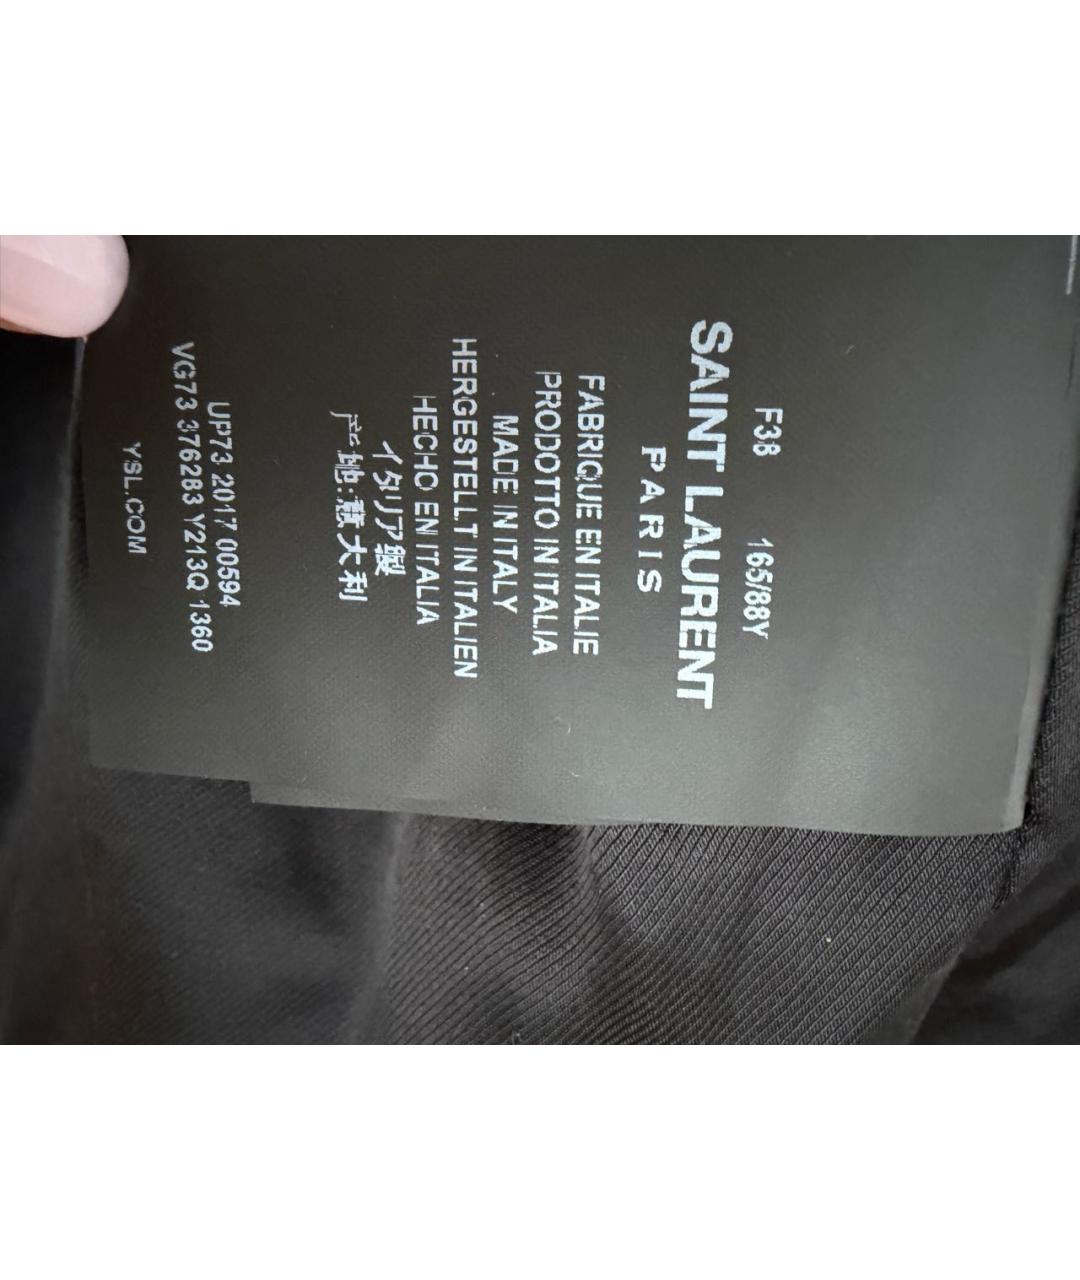 F38 165/88Y
SAINT LAURENT
PARIS
FABRIQUE EN ITALIE
PRODOTTO IN ITALIA
MADE IN ITALY
HERGESTELLT IN ITALIEN
HECHO EN ITALIA
イタリア製
产地:意大利
UP73 2017 00594
VG73 376283 Y213Q 1360
YSL.COM